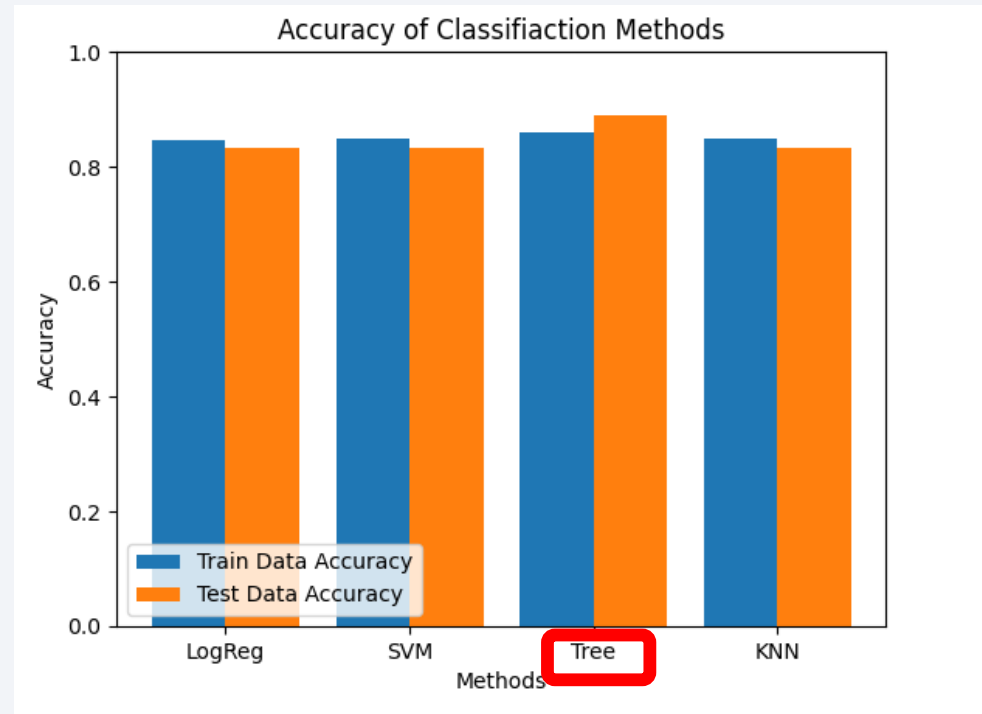 Accuracy of Classifiaction Methods
1.0
0.8
0.6
0.4
0.2
0.0
Accuracy
Train Data Accuracy
Test Data Accuracy
LogReg SVM Tree KNN
Methods